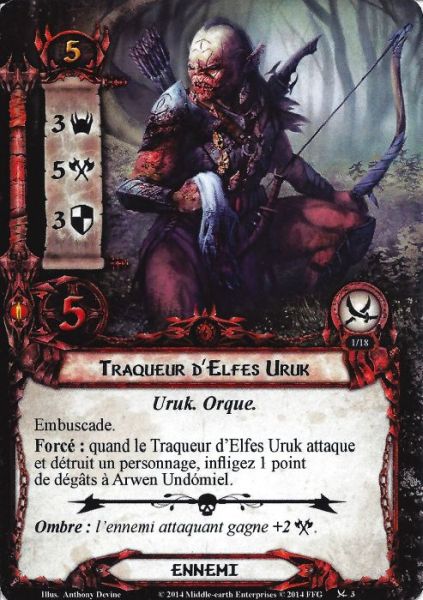 5
3
5
3
5
1/18
Traqueur d'Elfes Uruk
Uruk. Orque.
Embuscade.
Forcé : quand le Traqueur d'Elfes Uruk attaque
et détruit un personnage, infligez 1 point
de dégâts à Arwen Undómiel.
Ombre : l'ennemi attaquant gagne +2
ENNEMI
Illus. Anthony Devine © 2014 Middle-earth Enterprises © 2014 FFG 3